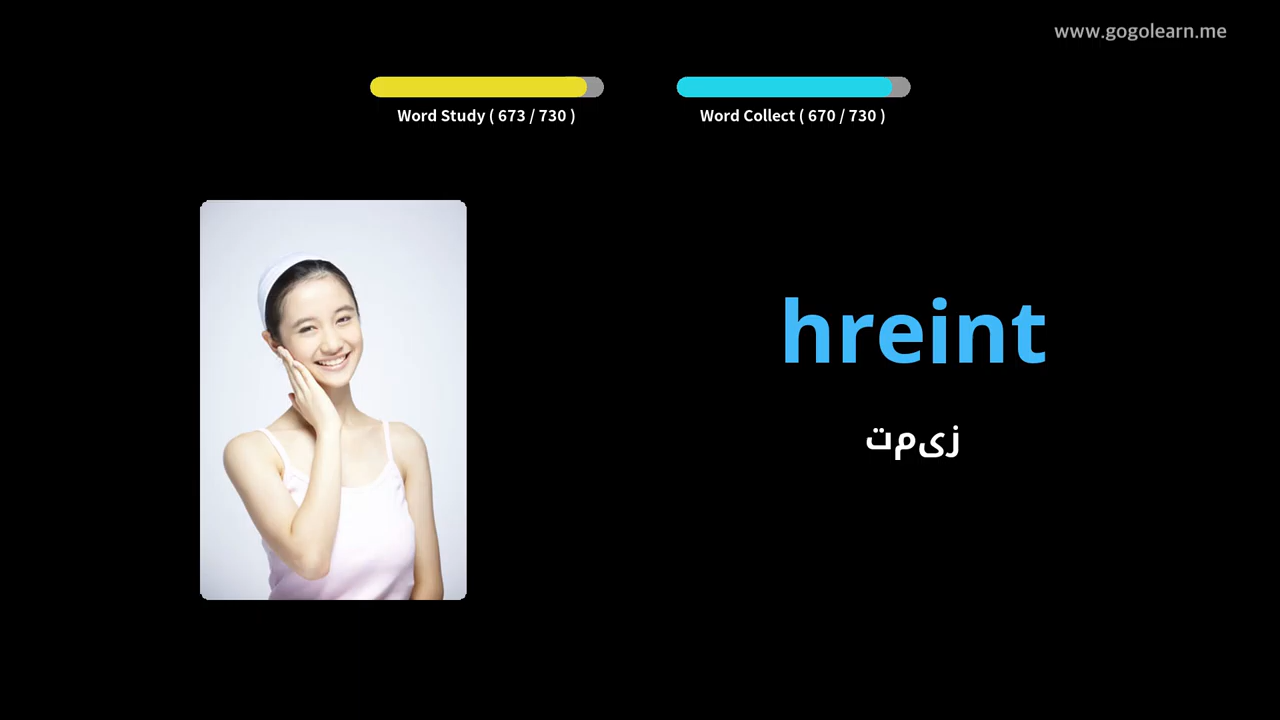 www.gogolearn.me
Word Study ( 673 / 730 )
Word Collect ( 670 / 730 )
hreint
زیمت